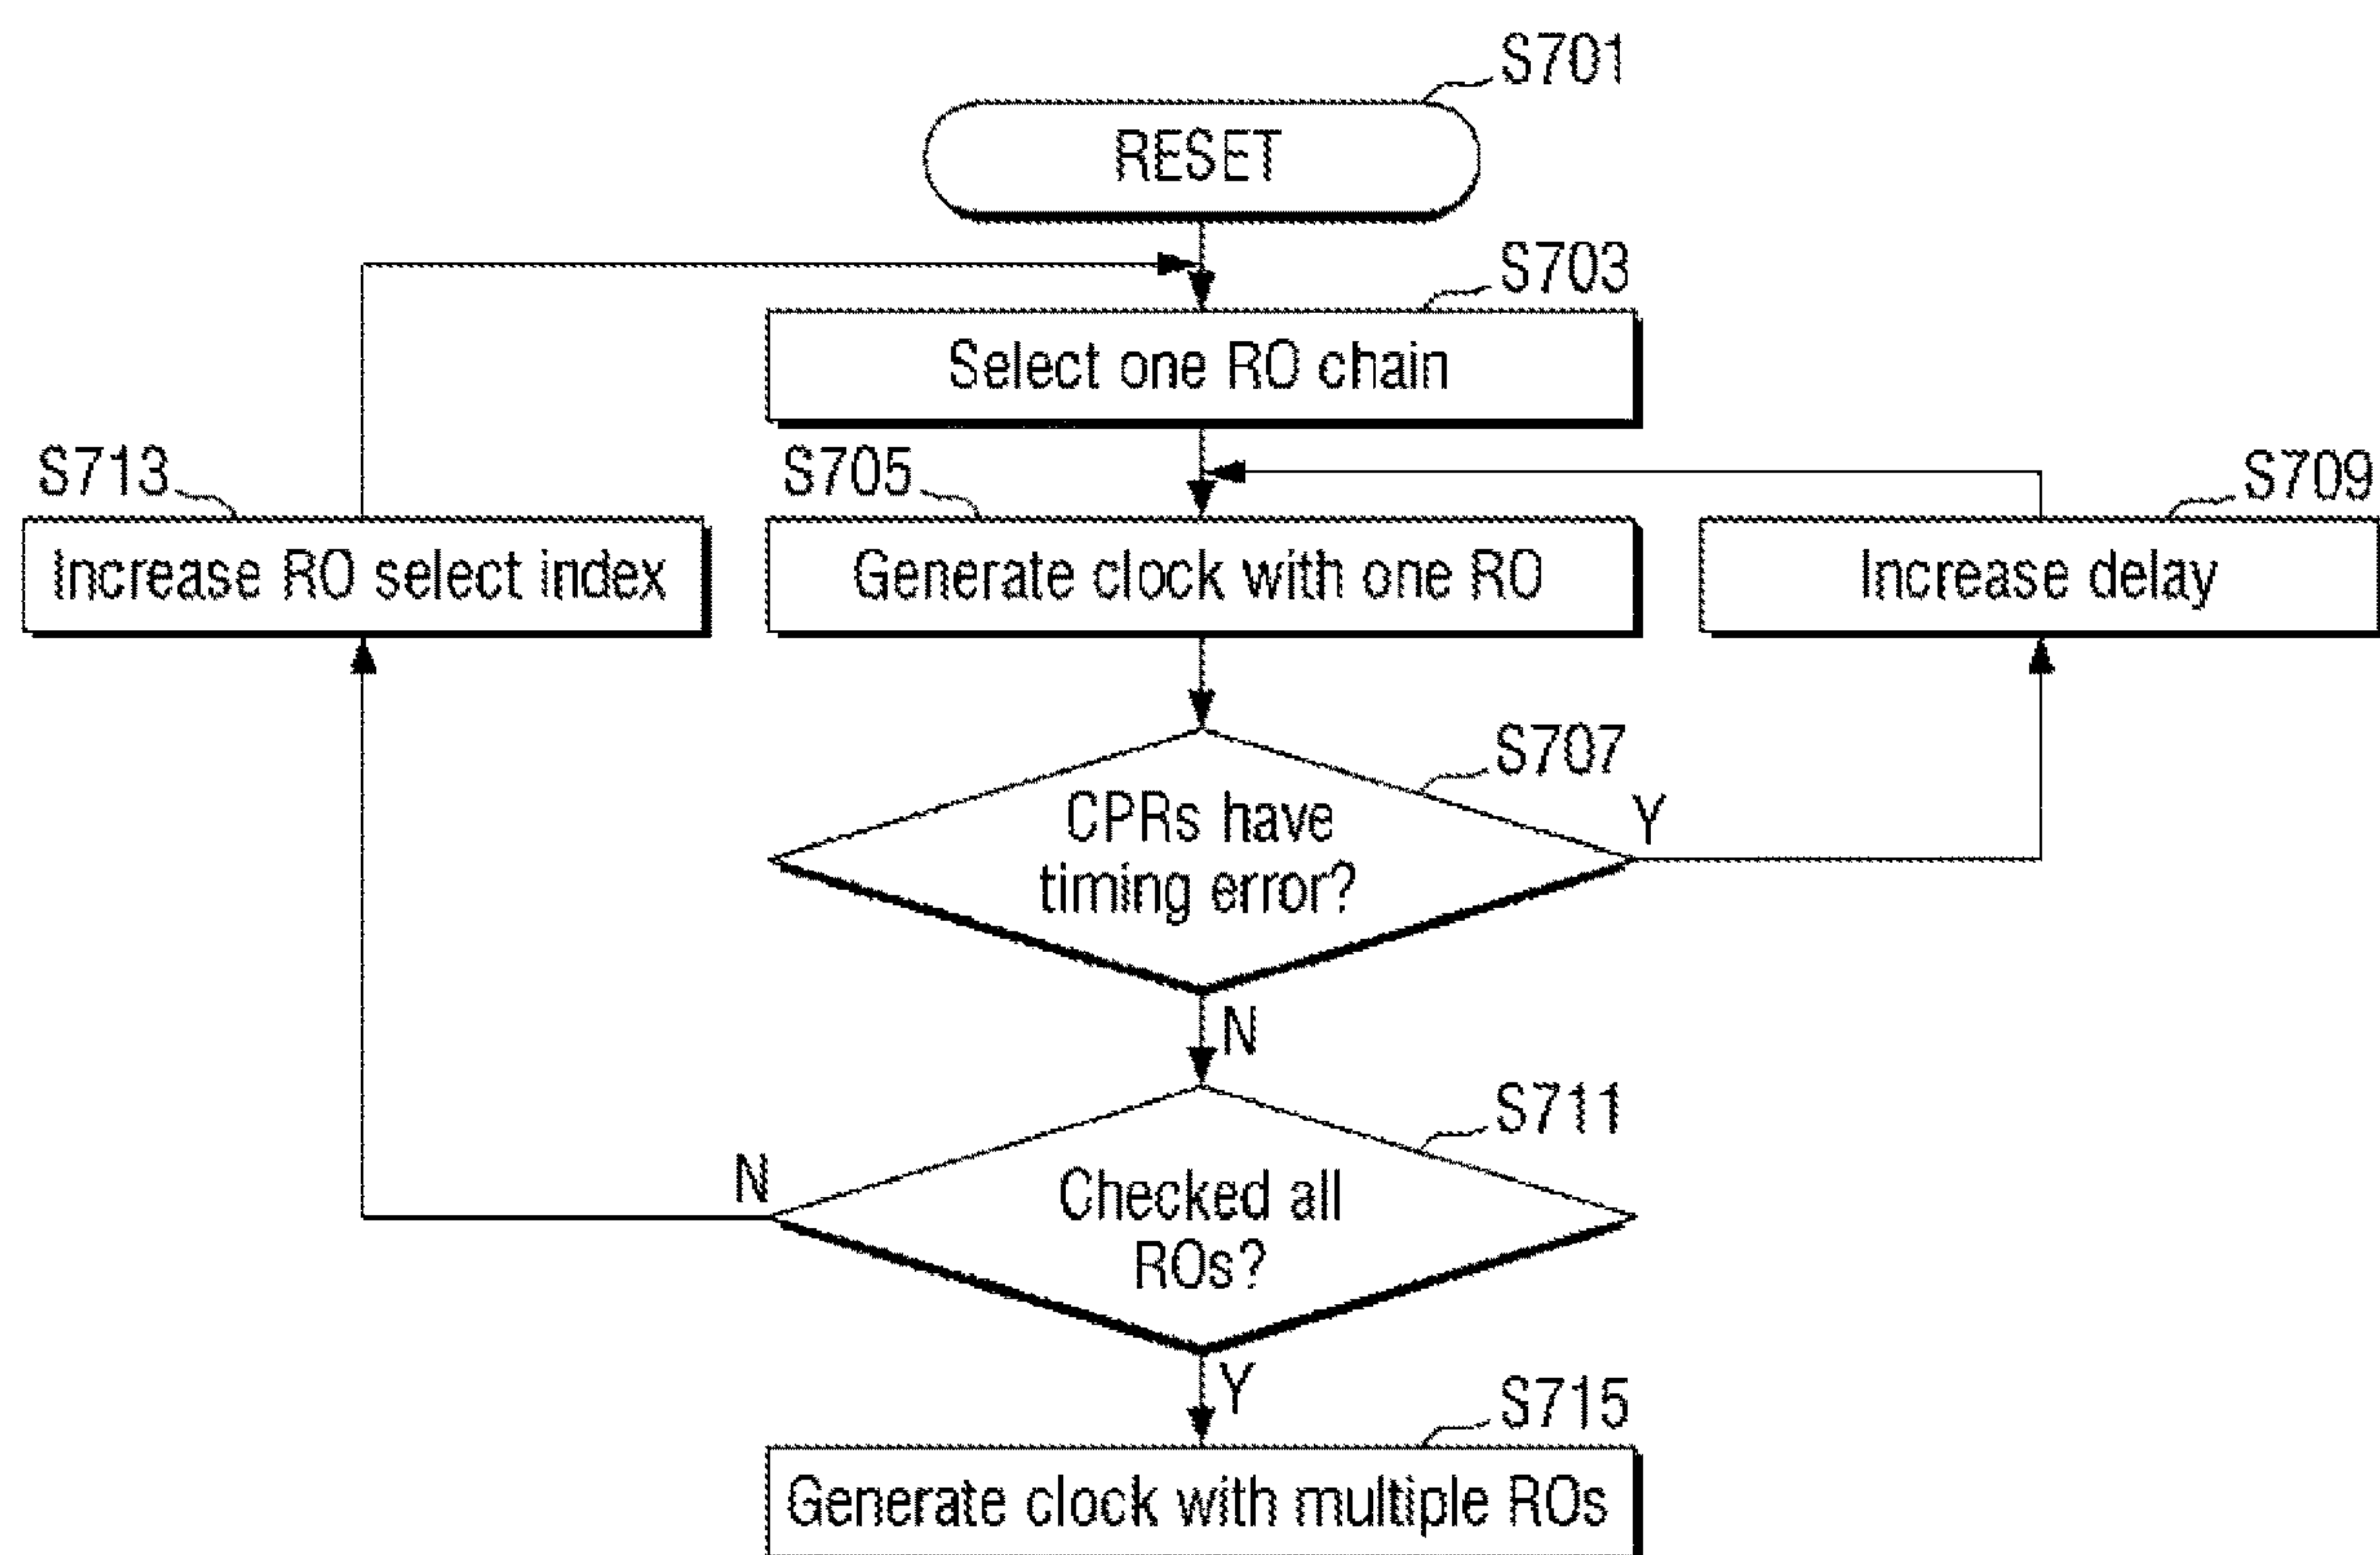 S701
RESET
S703
Select one RO chain
S713
S705
S709
Increase RO select index
Generate clock with one RO
Increase delay
S707
CPRs have
timing error?
Y
N
S711
N
Checked all
ROs?
Y
S715
Generate clock with multiple ROs